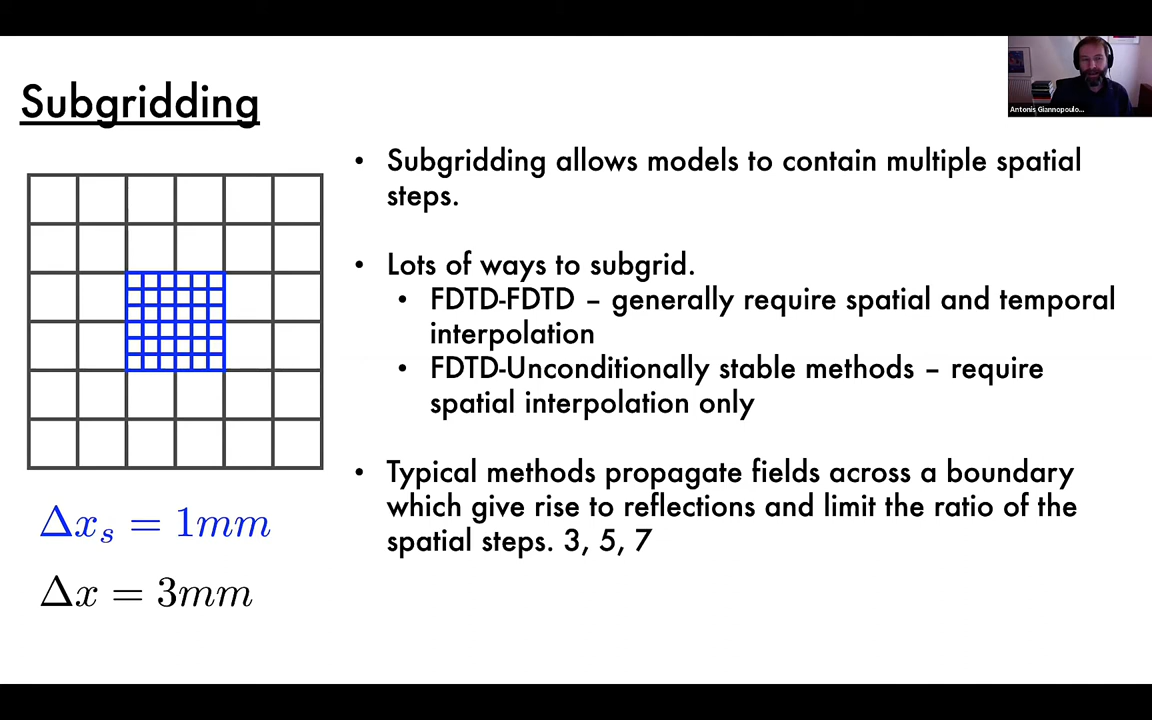 Subgridding
Antonis Giannopoulo...
• Subgridding allows models to contain multiple spatial
steps.
• Lots of ways to subgrid.
• FDTD-FDTD – generally require spatial and temporal
interpolation
• FDTD-Unconditionally stable methods – require
spatial interpolation only
• Typical methods propagate fields across a boundary
which give rise to reflections and limit the ratio of the
spatial steps. 3, 5, 7
Δxₛ = 1mm
Δx = 3mm